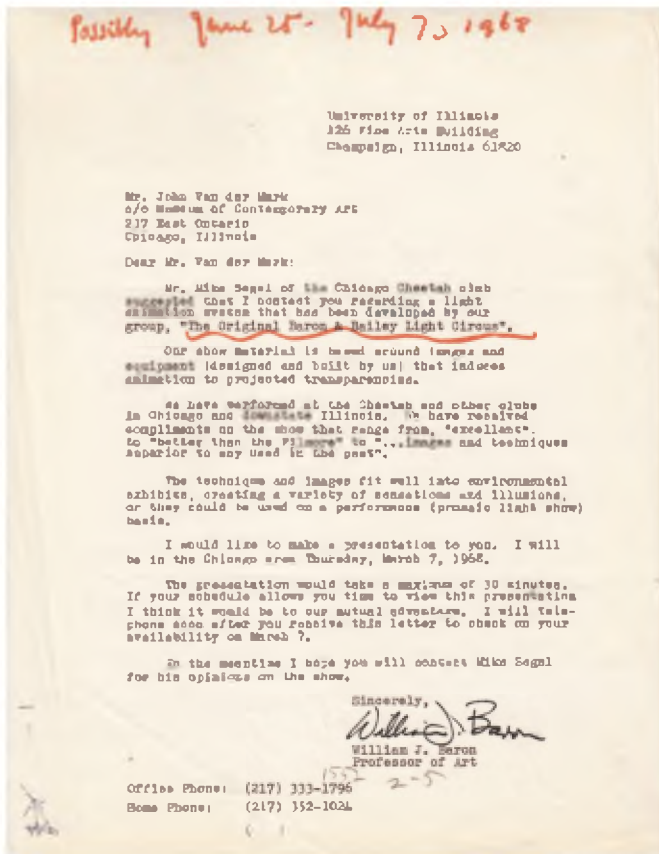 Possibly June 25 - July 7, 1968
University of Illinois
126 Fine Arts Building
Champaign, Illinois 61820
Mr. John Van der Mark
c/o Museum of Contemporary Art
237 East Ontario
Chicago, Illinois
Dear Mr. Van der Mark:
Mr. Mike Segal of the Chicago Cheetah club
suggested that I contact you regarding a light
animation system that has been developed by our
group, "The Original Baron & Bailey Light Circus".
Our show material is based around images and
equipment (designed and built by us) that induces
animation to projected transparencies.
We have performed at the Cheetah and other clubs
in Chicago and downstate Illinois. We have received
compliments on the show that range from, "excellent".
to "better than the Filmore" to "...images and techniques
superior to any used in the past".
The technique and images fit well into environmental
exhibits, creating a variety of sensations and illusions,
or they could be used on a performance (prosaic light show)
basis.
I would like to make a presentation to you. I will
be in the Chicago area Thursday, March 7, 1968.
The presentation would take a maximum of 30 minutes.
If your schedule allows you time to view this presentation
I think it would be to our mutual advantage. I will tele-
phone soon after you receive this letter to check on your
availability on March 7.
In the meantime I hope you will contact Mike Segal
for his opinions on the show.
Sincerely,
William J. Baron
William J. Baron
Professor of Art
1557
2-5
Office Phone: (217) 333-1796
Home Phone: (217) 352-1024